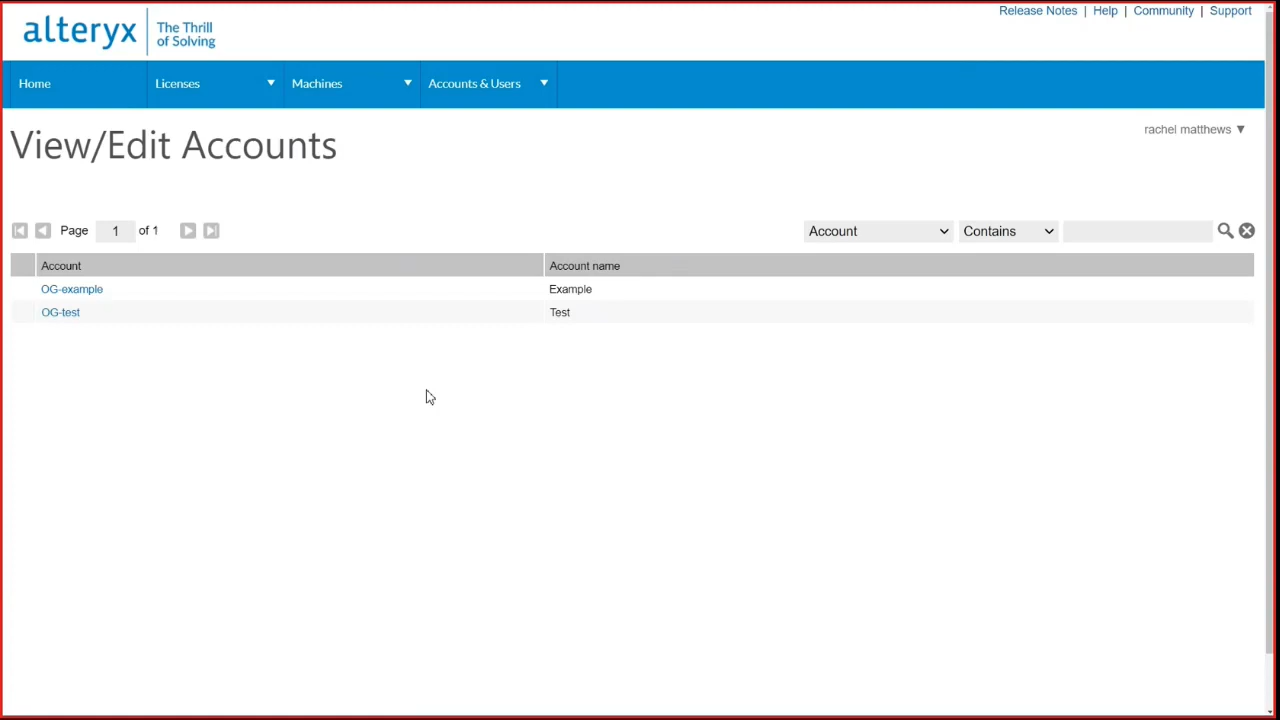 Release Notes | Help | Community | Support
alteryx The Thrill
of Solving
Home Licenses Machines Accounts & Users
rachel matthews
View/Edit Accounts
Page 1 of 1 Account Contains
Account Account name
OG-example Example
OG-test Test